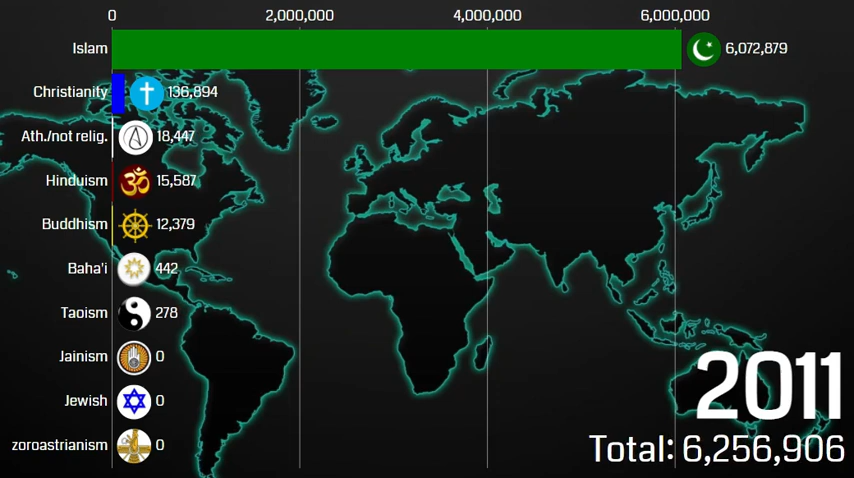 0 2,000,000 4,000,000 6,000,000
Islam 6,072,879
Christianity 136,894
Ath./not relig. 18,447
Hinduism 15,587
Buddhism 12,379
Baha'i 442
Taoism 278
Jainism 0
Jewish 0
zoroastrianism 0
2011
Total: 6,256,906